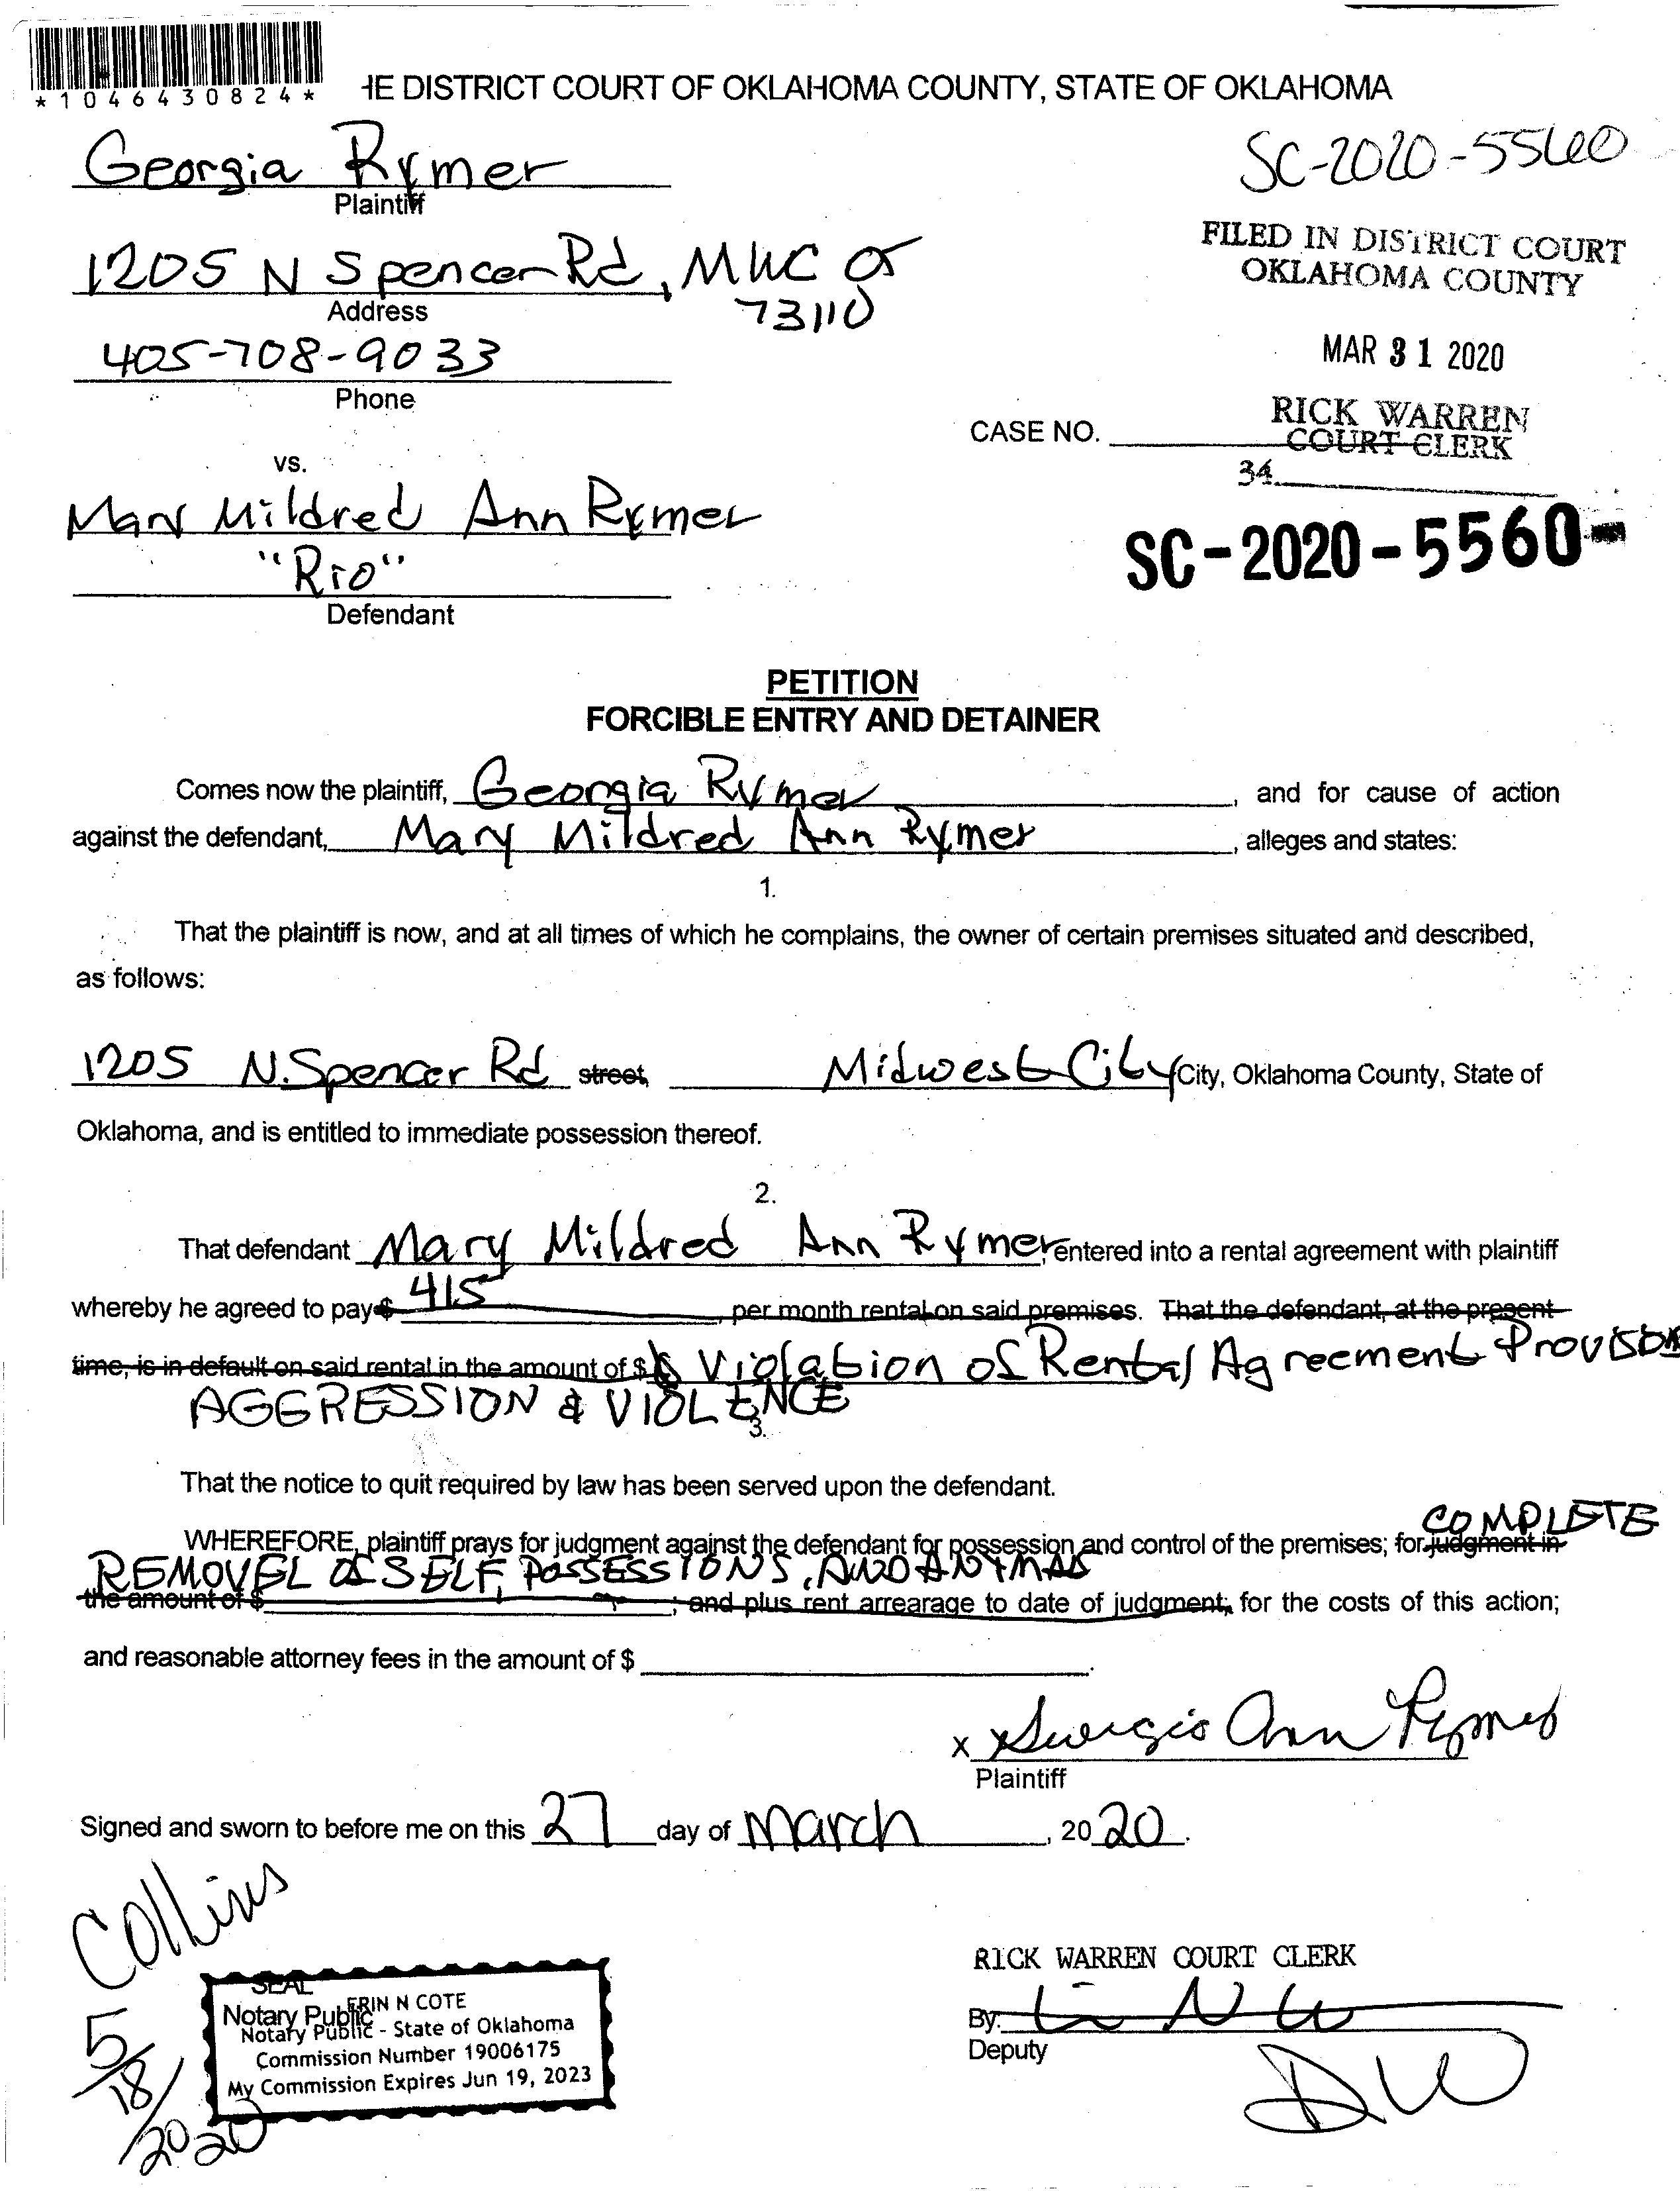 *1046430824*
HE DISTRICT COURT OF OKLAHOMA COUNTY, STATE OF OKLAHOMA
Georgia Rymer
Plaintiff
SC-2020-5560
1205 N Spencer Rd, MWC OK
73110
Address
FILED IN DISTRICT COURT
OKLAHOMA COUNTY
405-708-9033
Phone
MAR 31 2020
RICK WARREN
COURT CLERK
CASE NO.
34
vs.
Mary Mildred Ann Rymer
"Rio"
Defendant
SC-2020-5560-
PETITION
FORCIBLE ENTRY AND DETAINER
Comes now the plaintiff, Georgia Rymer, and for cause of action
against the defendant, Mary Mildred Ann Rymer, alleges and states:
1.
That the plaintiff is now, and at all times of which he complains, the owner of certain premises situated and described,
as follows:
1205 N. Spencer Rd street, Midwest City City, Oklahoma County, State of
Oklahoma, and is entitled to immediate possession thereof.
2.
That defendant Mary Mildred Ann Rymer, entered into a rental agreement with plaintiff
whereby he agreed to pay $ 415, per month rental on said premises. That the defendant, at the present
time, is in default on said rental in the amount of $ Violation of Rental Agreement Provison
AGGRESSION & VIOLENCE
3.
That the notice to quit required by law has been served upon the defendant.
COMPLETE
WHEREFORE, plaintiff prays for judgment against the defendant for possession and control of the premises; for judgment in
REMOVEL OF SELF, POSSESSIONS, AND ANIMALS
the amount of $ ; and plus rent arrearage to date of judgment; for the costs of this action;
and reasonable attorney fees in the amount of $ .
x Georgia Ann Rymer
Plaintiff
Signed and sworn to before me on this 27 day of March, 2020.
Collins
5/18/2020
SEAL
Notary Public
ERIN N COTE
Notary Public - State of Oklahoma
Commission Number 19006175
My Commission Expires Jun 19, 2023
RICK WARREN COURT CLERK
By:
Deputy
DW